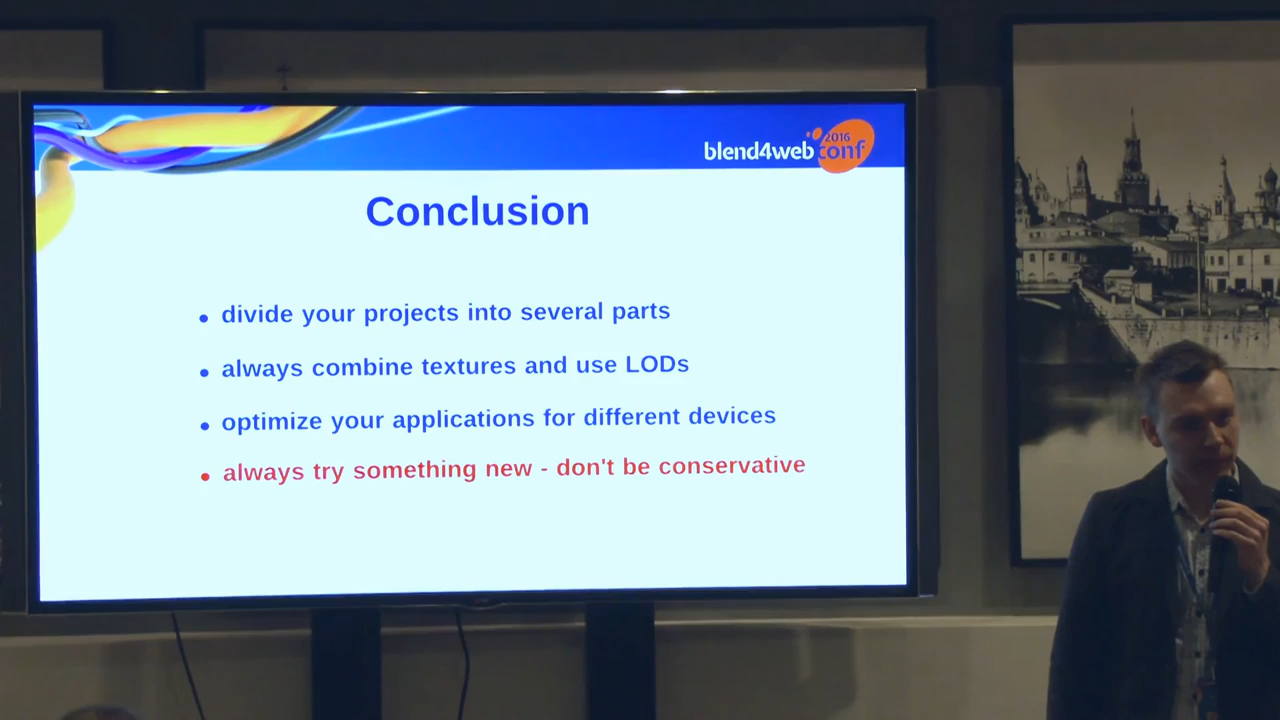 blend4web conf 2016
Conclusion
• divide your projects into several parts
• always combine textures and use LODs
• optimize your applications for different devices
• always try something new - don't be conservative